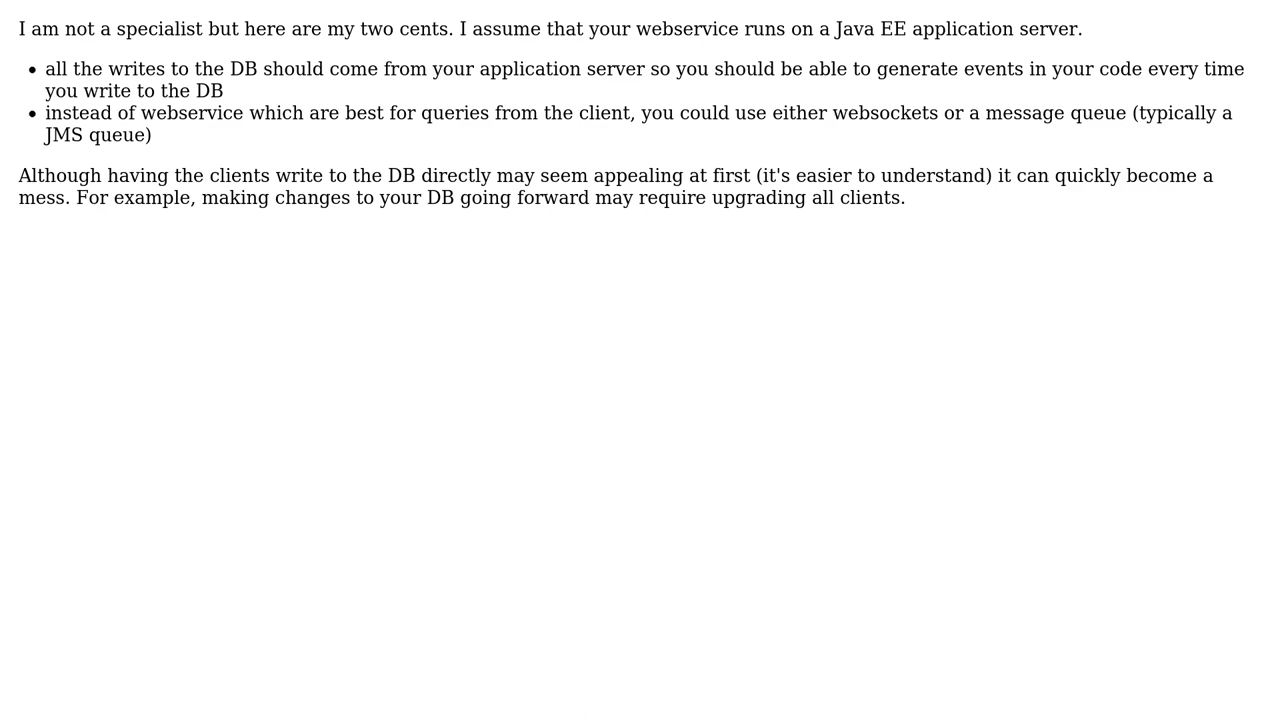 I am not a specialist but here are my two cents. I assume that your webservice runs on a Java EE application server.
• all the writes to the DB should come from your application server so you should be able to generate events in your code every time
you write to the DB
• instead of webservice which are best for queries from the client, you could use either websockets or a message queue (typically a
JMS queue)
Although having the clients write to the DB directly may seem appealing at first (it's easier to understand) it can quickly become a
mess. For example, making changes to your DB going forward may require upgrading all clients.